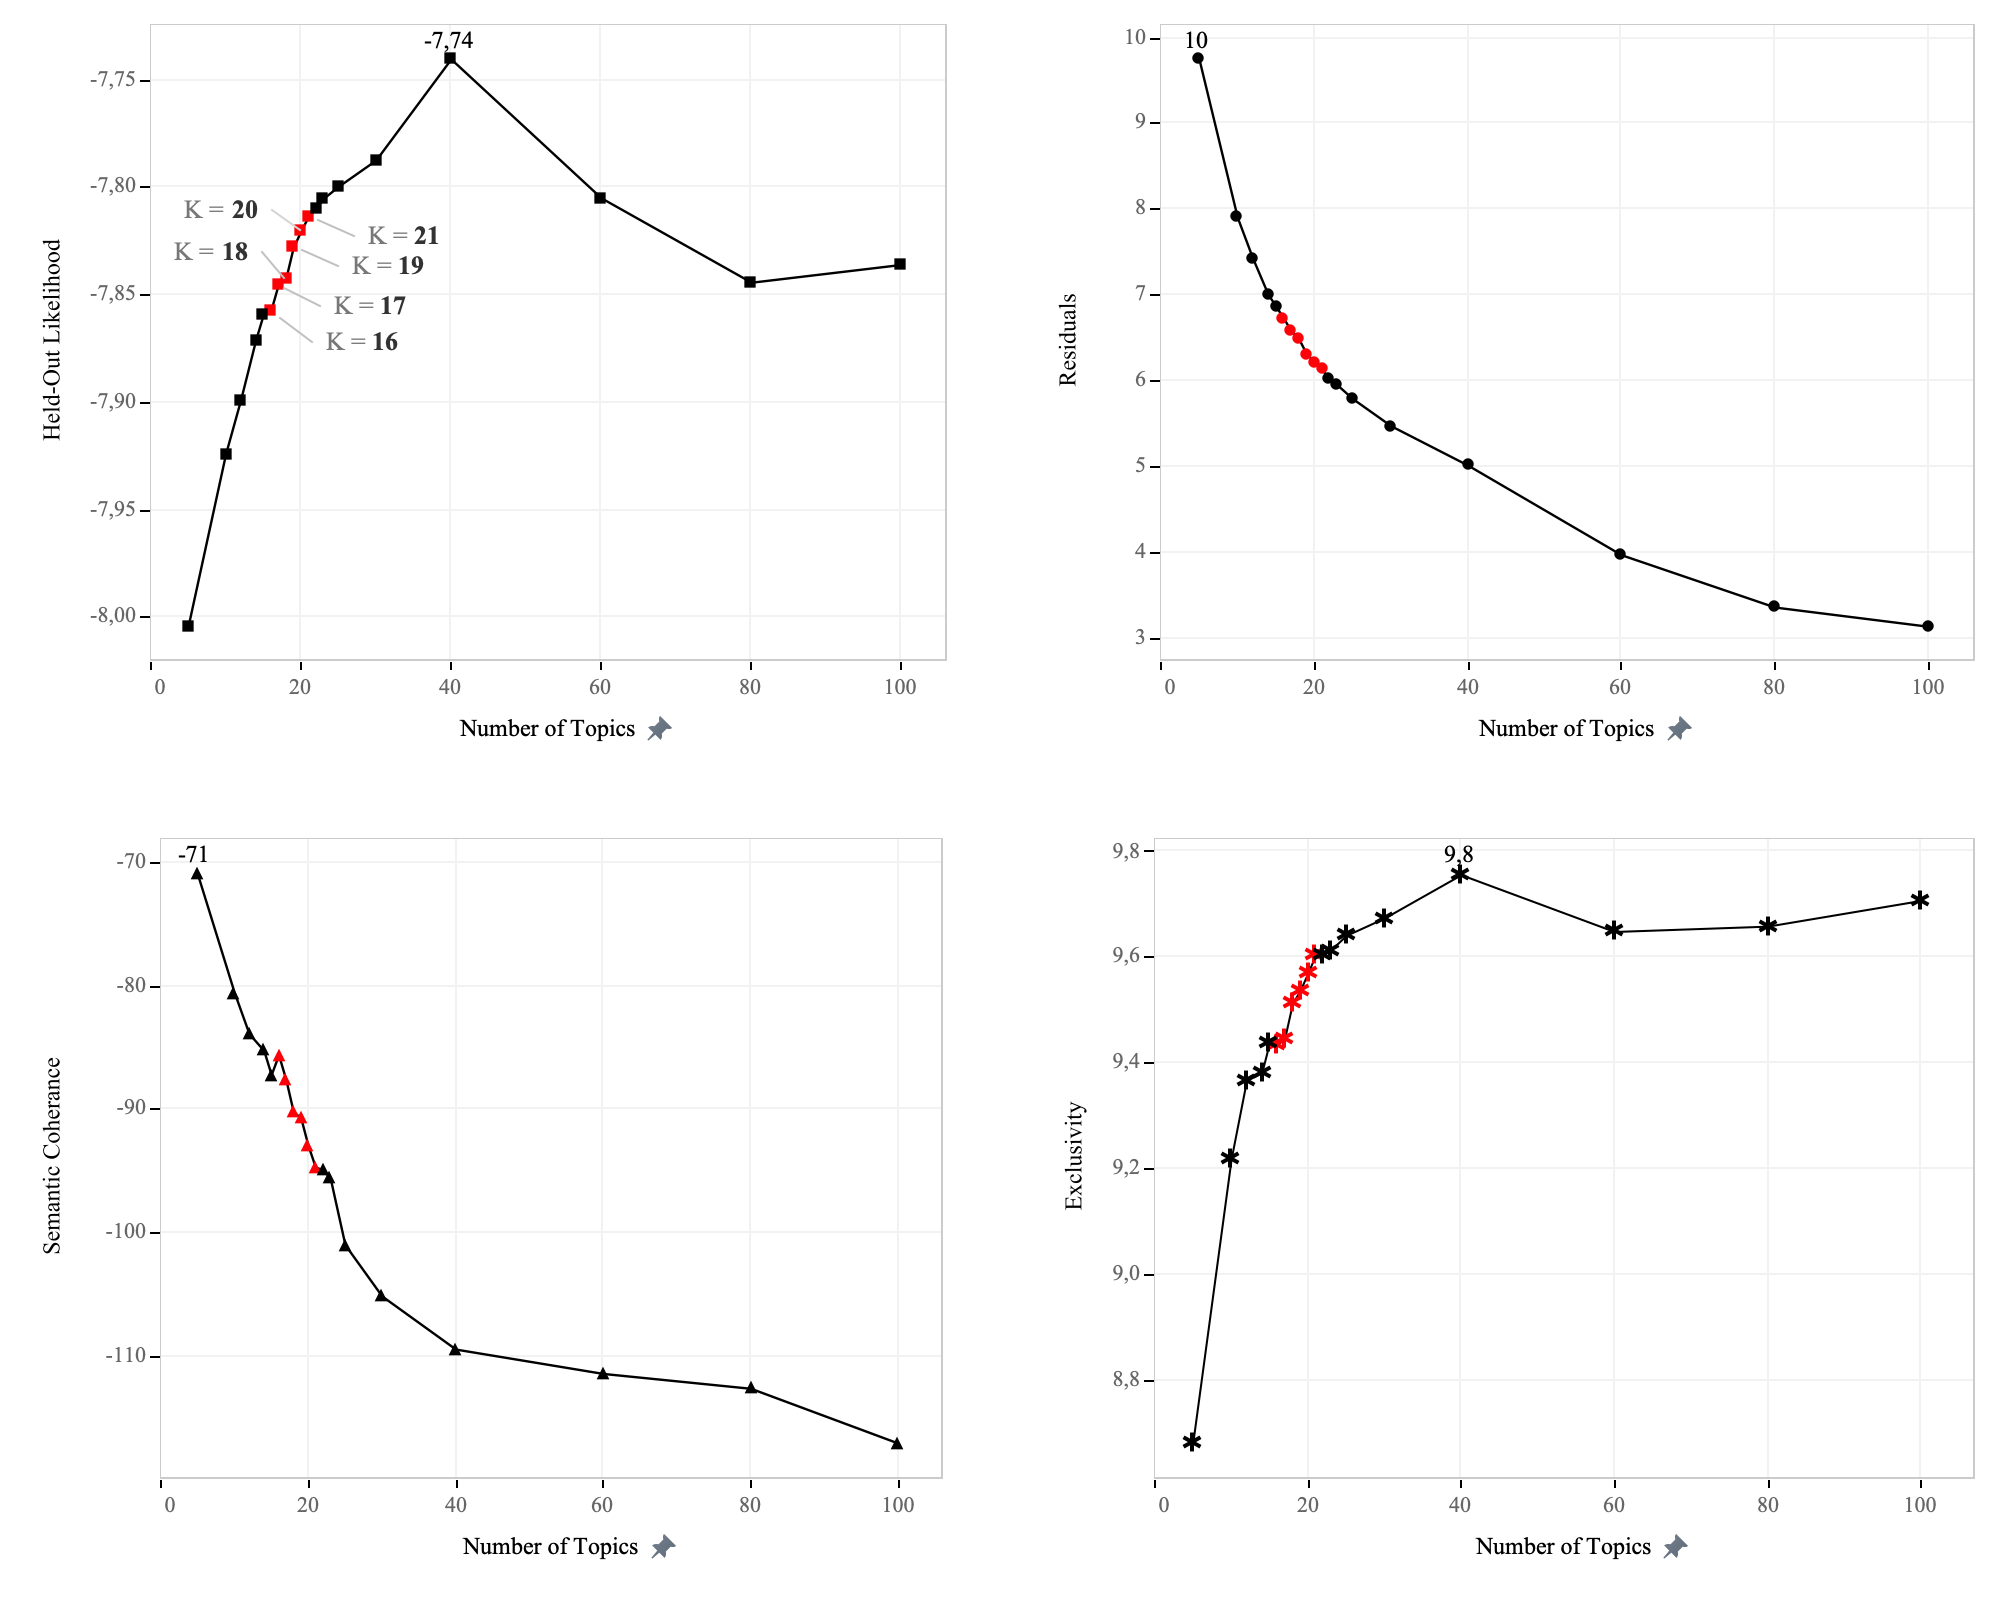 -7,74
-7,75
-7,80
-7,85
-7,90
-7,95
-8,00
Held-Out Likelihood
K = 20
K = 18
K = 21
K = 19
K = 17
K = 16
0 20 40 60 80 100
Number of Topics
10
10
9
8
7
6
5
4
3
Residuals
0 20 40 60 80 100
Number of Topics
-71
-70
-80
-90
-100
-110
Semantic Coherance
0 20 40 60 80 100
Number of Topics
9,8
9,8
9,6
9,4
9,2
9,0
8,8
Exclusivity
0 20 40 60 80 100
Number of Topics